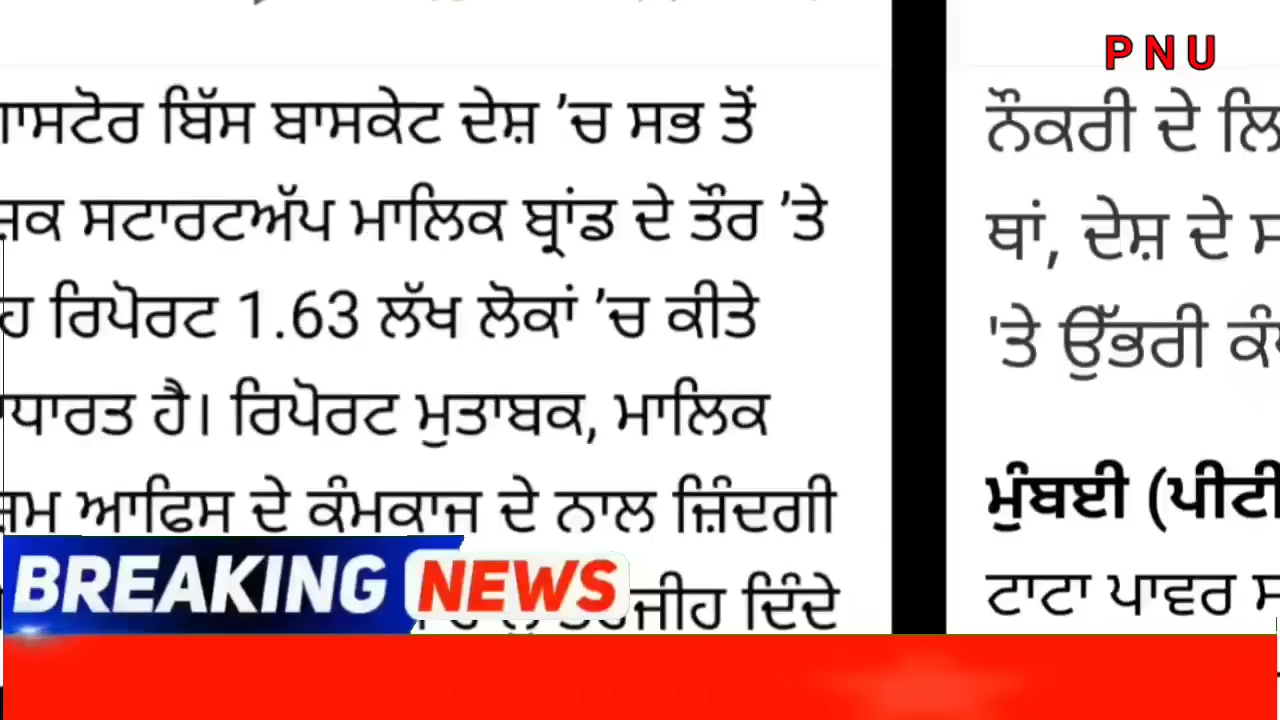 ਬਿੱਸ ਬਾਸਕੇਟ ਦੇਸ਼ ’ਚ ਸਭ ਤੋਂ
ਸਟਾਰਟਅੱਪ ਮਾਲਿਕ ਬ੍ਰਾਂਡ ਦੇ ਤੌਰ ’ਤੇ
ਰਿਪੋਰਟ 1.63 ਲੱਖ ਲੋਕਾਂ ’ਚ ਕੀਤੇ
ਧਾਰਤ ਹੈ। ਰਿਪੋਰਟ ਮੁਤਾਬਕ, ਮਾਲਿਕ
ਆਫਿਸ ਦੇ ਕੰਮਕਾਜ ਦੇ ਨਾਲ ਜ਼ਿੰਦਗੀ
ਦਿੰਦੇ
PNU
ਨੌਕਰੀ ਦੇ
ਥਾਂ, ਦੇਸ਼ ਦੇ
'ਤੇ ਉੱਭਰੀ
ਮੁੰਬਈ
ਟਾਟਾ ਪਾਵਰ
BREAKING NEWS